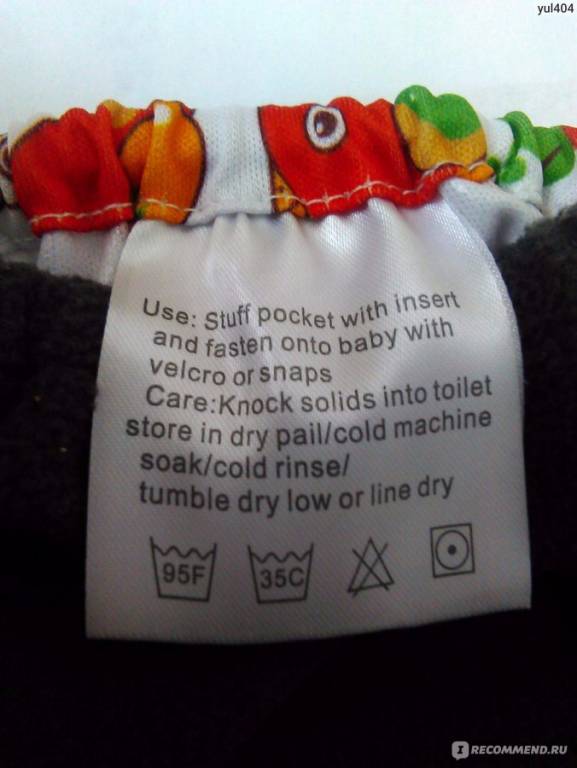 yul404
Use: Stuff pocket with insert
and fasten onto baby with
velcro or snaps
Care:Knock solids into toilet
store in dry pail/cold machine
soak/cold rinse/
tumble dry low or line dry
95F 35C
IRECOMMEND.RU